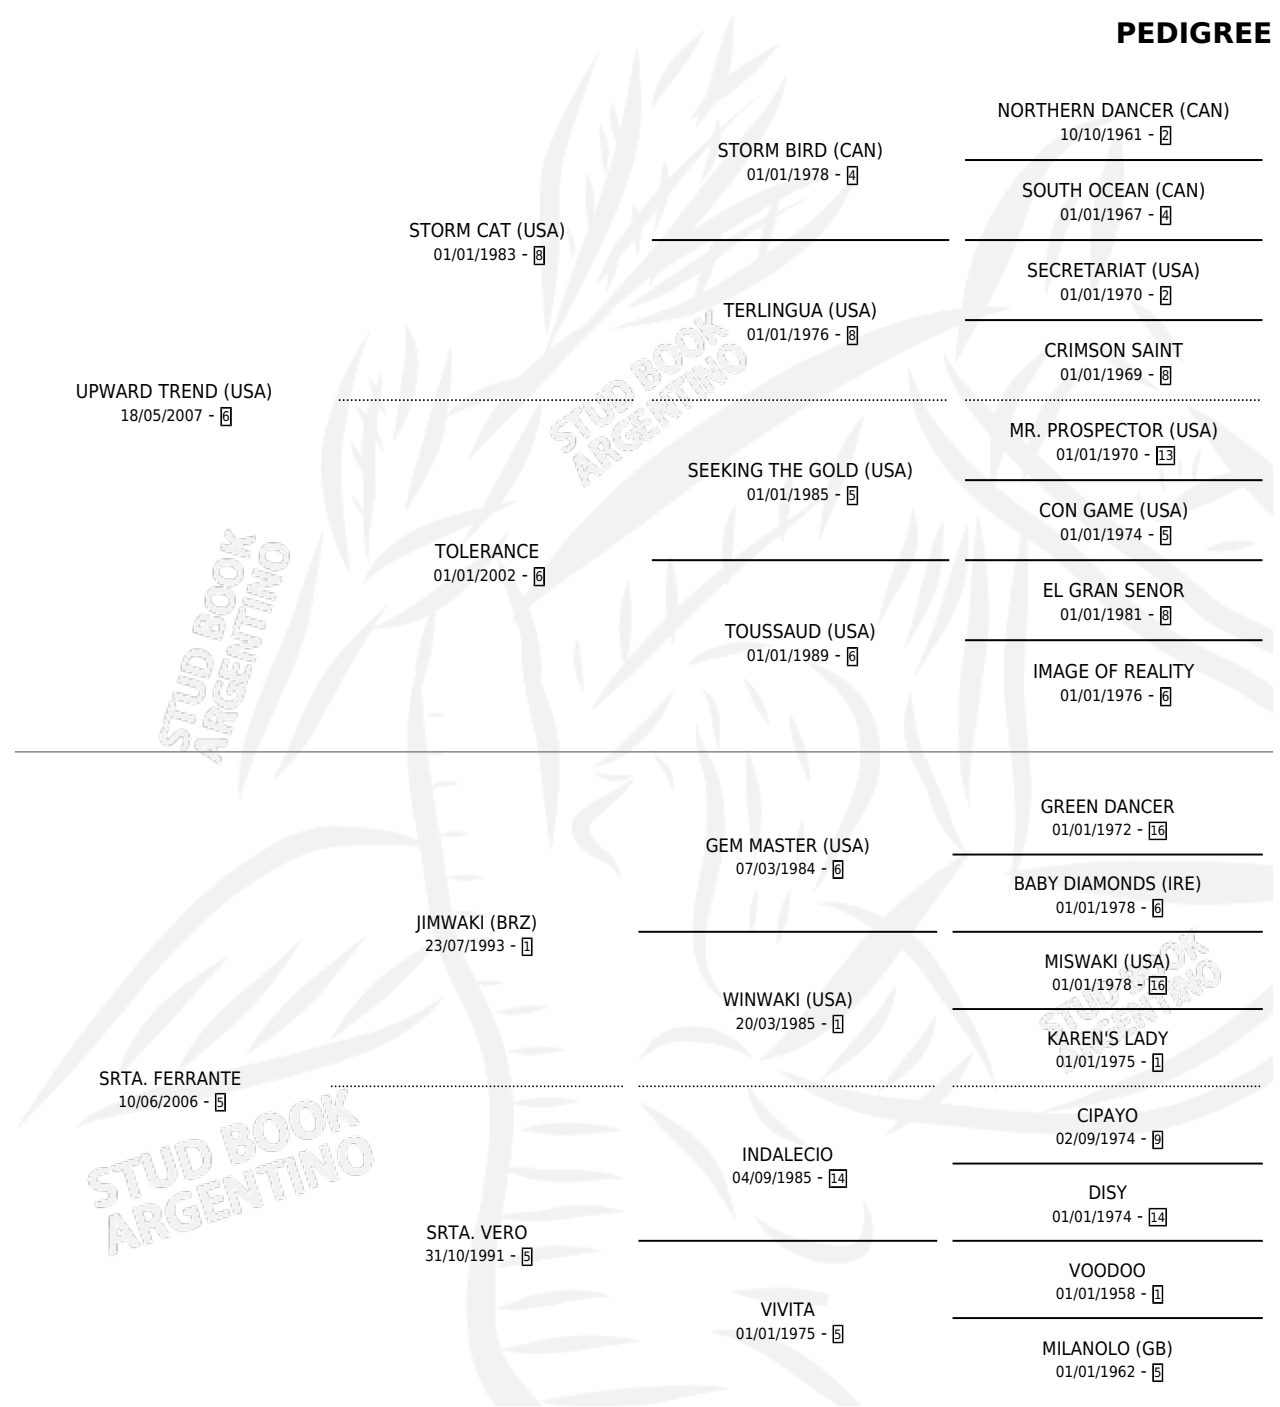 PEDIGREE
NORTHERN DANCER (CAN)
10/10/1961 - 2
STORM BIRD (CAN)
01/01/1978 - 4
SOUTH OCEAN (CAN)
01/01/1967 - 4
STORM CAT (USA)
01/01/1983 - 8
SECRETARIAT (USA)
01/01/1970 - 2
TERLINGUA (USA)
01/01/1976 - 8
CRIMSON SAINT
01/01/1969 - 8
UPWARD TREND (USA)
18/05/2007 - 6
MR. PROSPECTOR (USA)
01/01/1970 - 13
SEEKING THE GOLD (USA)
01/01/1985 - 5
CON GAME (USA)
01/01/1974 - 5
TOLERANCE
01/01/2002 - 6
EL GRAN SENOR
01/01/1981 - 8
TOUSSAUD (USA)
01/01/1989 - 6
IMAGE OF REALITY
01/01/1976 - 6
GREEN DANCER
01/01/1972 - 16
GEM MASTER (USA)
07/03/1984 - 6
BABY DIAMONDS (IRE)
01/01/1978 - 6
JIMWAKI (BRZ)
23/07/1993 - 1
MISWAKI (USA)
01/01/1978 - 16
WINWAKI (USA)
20/03/1985 - 1
KAREN'S LADY
01/01/1975 - 1
SRTA. FERRANTE
10/06/2006 - 5
CIPAYO
02/09/1974 - 9
INDALECIO
04/09/1985 - 14
DISY
01/01/1974 - 14
SRTA. VERO
31/10/1991 - 5
VOODOO
01/01/1958 - 1
VIVITA
01/01/1975 - 5
MILANOLO (GB)
01/01/1962 - 5
STUD BOOK
ARGENTINO
STUD BOOK
ARGENTINO
STUD BOOK
ARGENTINO
STUD BOOK
ARGENTINO